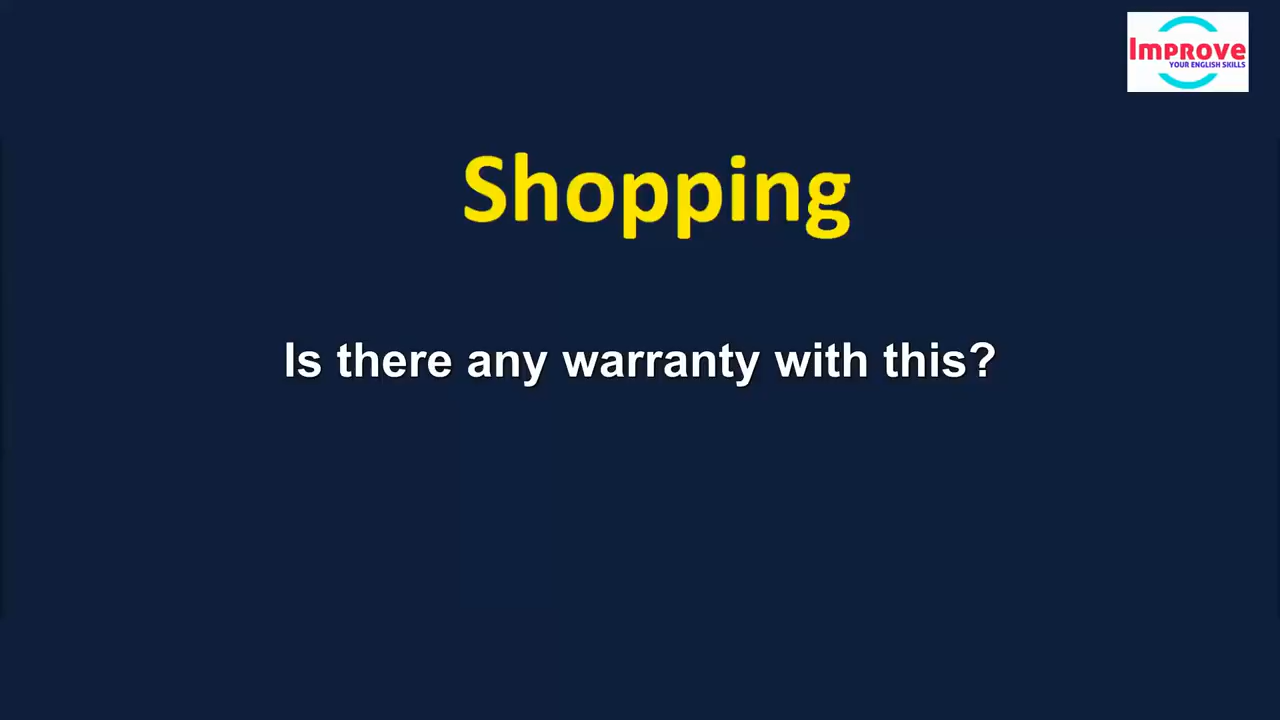 Improve
YOUR ENGLISH SKILLS
Shopping
Is there any warranty with this?